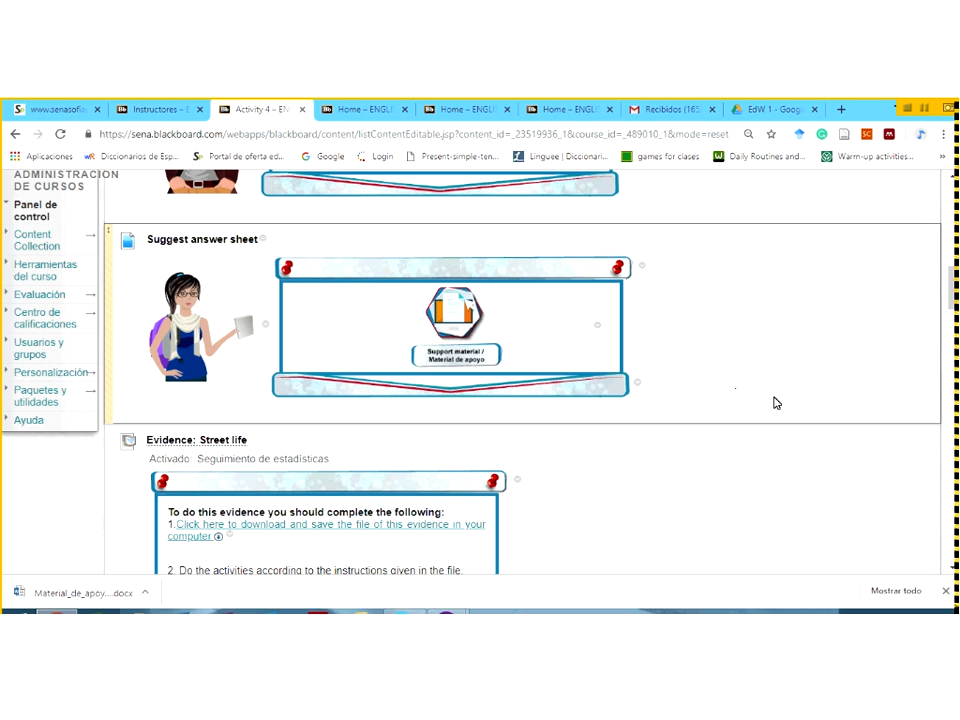 www.senasofia
Instructores – E
Activity 4 – EN
Home – ENGLI
Home – ENGLI
Home – ENGLI
Recibidos (165
EdW 1 - Goog
https://sena.blackboard.com/webapps/blackboard/content/listContentEditable.jsp?content_id=_23519936_1&course_id=_489010_1&mode=reset
Aplicaciones
Diccionarios de Esp...
Portal de oferta ed...
Google
Login
Present-simple-ten...
Linguee | Diccionari...
games for clases
Daily Routines and...
Warm-up activities...
»
ADMINISTRACIÓN
DE CURSOS
Panel de
control
Content
Collection
Herramientas
del curso
Evaluación
Centro de
calificaciones
Usuarios y
grupos
Personalización
Paquetes y
utilidades
Ayuda
Suggest answer sheet
Support material /
Material de apoyo
Evidence: Street life
Activado: Seguimiento de estadísticas
To do this evidence you should complete the following:
1.Click here to download and save the file of this evidence in your
computer
2. Do the activities according to the instructions given in the file.
Material_de_apoy....docx
Mostrar todo